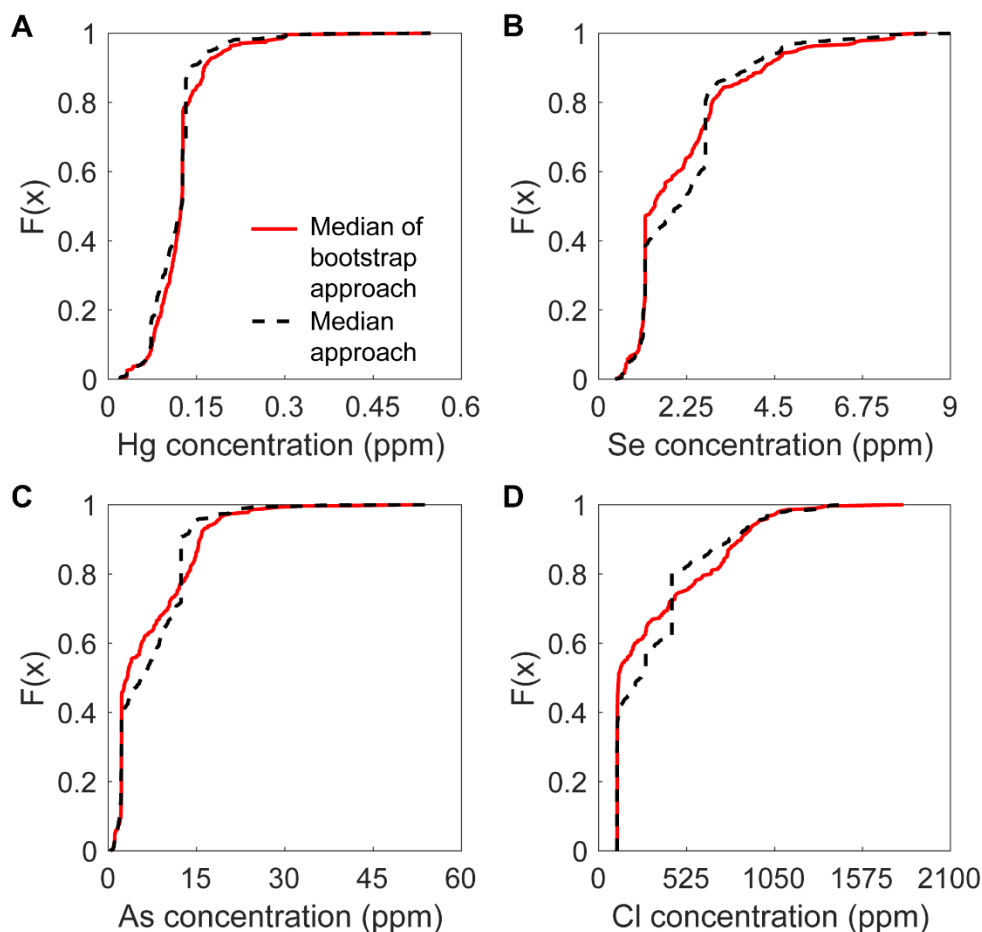 A
1
0.8
0.6
0.4
0.2
0
F(x)
0
0.15
0.3
0.45
0.6
Hg concentration (ppm)
Median of
bootstrap
approach
Median
approach
B
1
0.8
0.6
0.4
0.2
0
F(x)
0
2.25
4.5
6.75
9
Se concentration (ppm)
C
1
0.8
0.6
0.4
0.2
0
F(x)
0
15
30
45
60
As concentration (ppm)
D
1
0.8
0.6
0.4
0.2
0
F(x)
0
525
1050
1575
2100
Cl concentration (ppm)